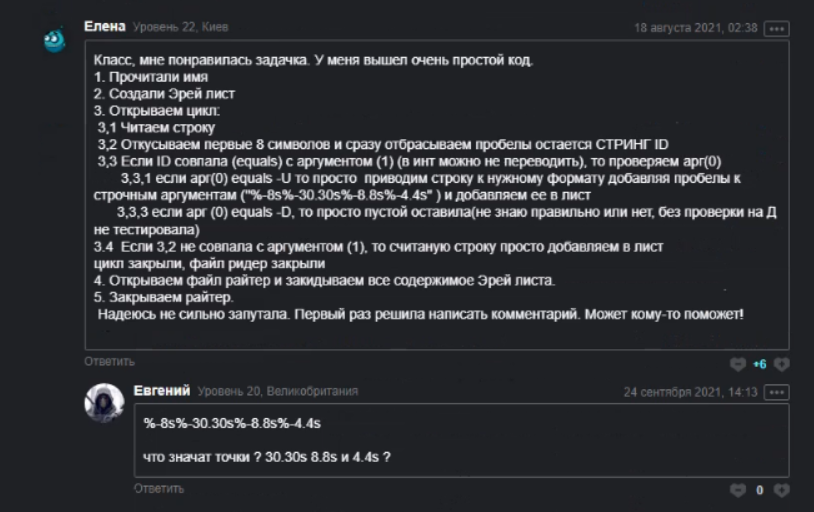 Елена Уровень 22, Киев
18 августа 2021, 02:38
Класс, мне понравилась задачка. У меня вышел очень простой код.
1. Прочитали имя
2. Создали Эрей лист
3. Открываем цикл:
3,1 Читаем строку
3,2 Откусываем первые 8 символов и сразу отбрасываем пробелы остается СТРИНГ ID
3,3 Если ID совпала (equals) с аргументом (1) (в инт можно не переводить), то проверяем арг(0)
3,3,1 если арг(0) equals -U то просто приводим строку к нужному формату добавляя пробелы к
строчным аргументам ("%-8s%-30.30s%-8.8s%-4.4s" ) и добавляем ее в лист
3,3,3 если арг (0) equals -D, то просто пустой оставила(не знаю правильно или нет, без проверки на Д
не тестировала)
3.4 Если 3,2 не совпала с аргументом (1), то считаную строку просто добавляем в лист
цикл закрыли, файл ридер закрыли
4. Открываем файл райтер и закидываем все содержимое Эрей листа.
5. Закрываем райтер.
Надеюсь не сильно запутала. Первый раз решила написать комментарий. Может кому-то поможет!
Ответить
+6
Евгений Уровень 20, Великобритания
24 сентября 2021, 14:13
%-8s%-30.30s%-8.8s%-4.4s
что значат точки ? 30.30s 8.8s и 4.4s ?
Ответить
0